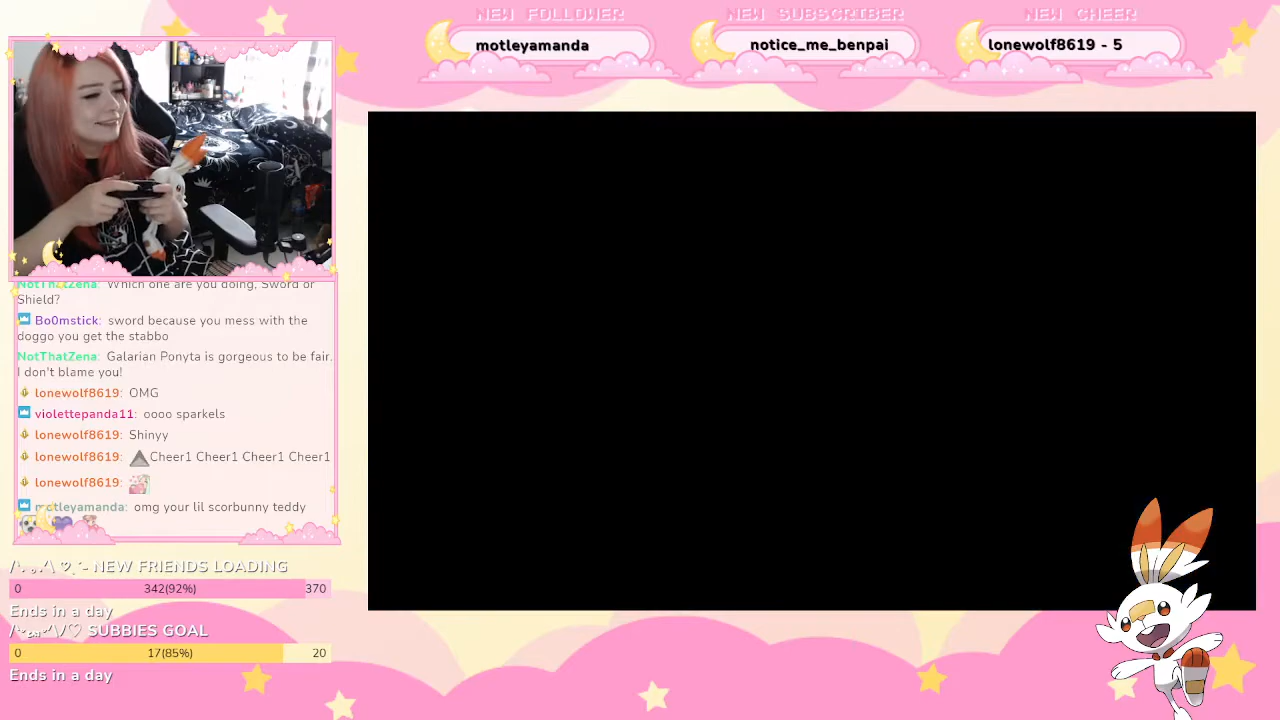 NEW FOLLOWER
motleyamanda
NEW SUBSCRIBER
notice_me_benpai
NEW CHEER
lonewolf8619 - 5
NotThatZena: Which one are you doing, Sword or
Shield?
Bo0mstick: sword because you mess with the
doggo you get the stabbo
NotThatZena: Galarian Ponyta is gorgeous to be fair.
I don't blame you!
lonewolf8619: OMG
violettepanda11: oooo sparkels
lonewolf8619: Shinyy
lonewolf8619: Cheer1 Cheer1 Cheer1 Cheer1
lonewolf8619:
motleyamanda: omg your lil scorbunny teddy
NEW FRIENDS LOADING
0 342(92%) 370
Ends in a day
SUBBIES GOAL
0 17(85%) 20
Ends in a day